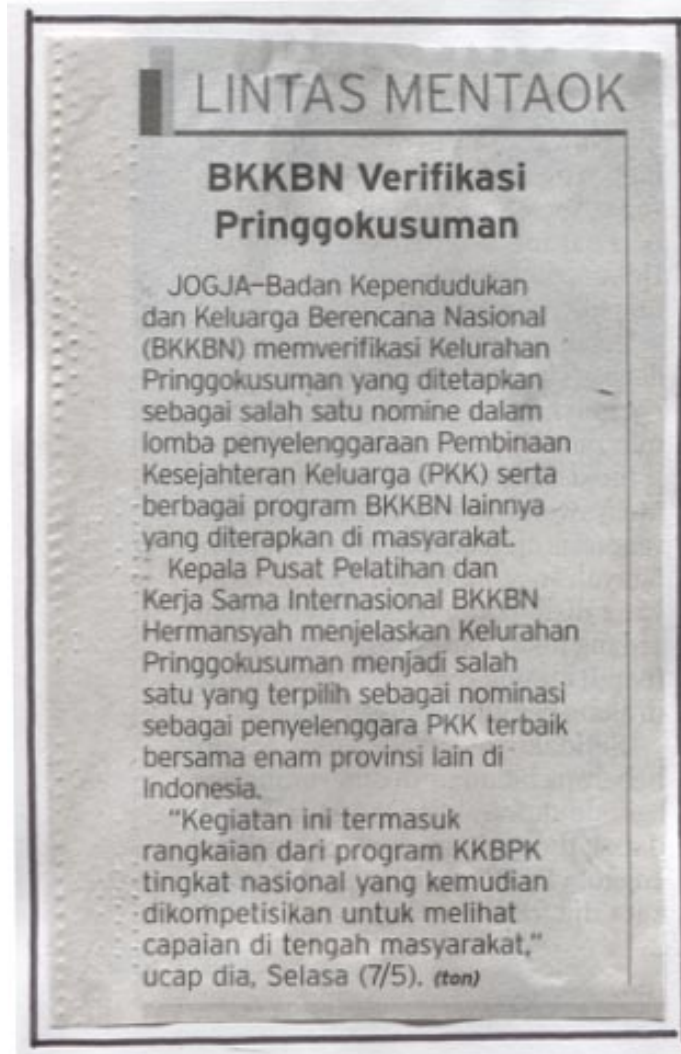 LINTAS MENTAOK
BKKBN Verifikasi
Pringgokusuman
JOGJA–Badan Kependudukan
dan Keluarga Berencana Nasional
(BKKBN) memverifikasi Kelurahan
Pringgokusuman yang ditetapkan
sebagai salah satu nomine dalam
lomba penyelenggaraan Pembinaan
Kesejahteran Keluarga (PKK) serta
berbagai program BKKBN lainnya
yang diterapkan di masyarakat.
Kepala Pusat Pelatihan dan
Kerja Sama Internasional BKKBN
Hermansyah menjelaskan Kelurahan
Pringgokusuman menjadi salah
satu yang terpilih sebagai nominasi
sebagai penyelenggara PKK terbaik
bersama enam provinsi lain di
Indonesia.
"Kegiatan ini termasuk
rangkaian dari program KKBPK
tingkat nasional yang kemudian
dikompetisikan untuk melihat
capaian di tengah masyarakat,"
ucap dia, Selasa (7/5). (ton)